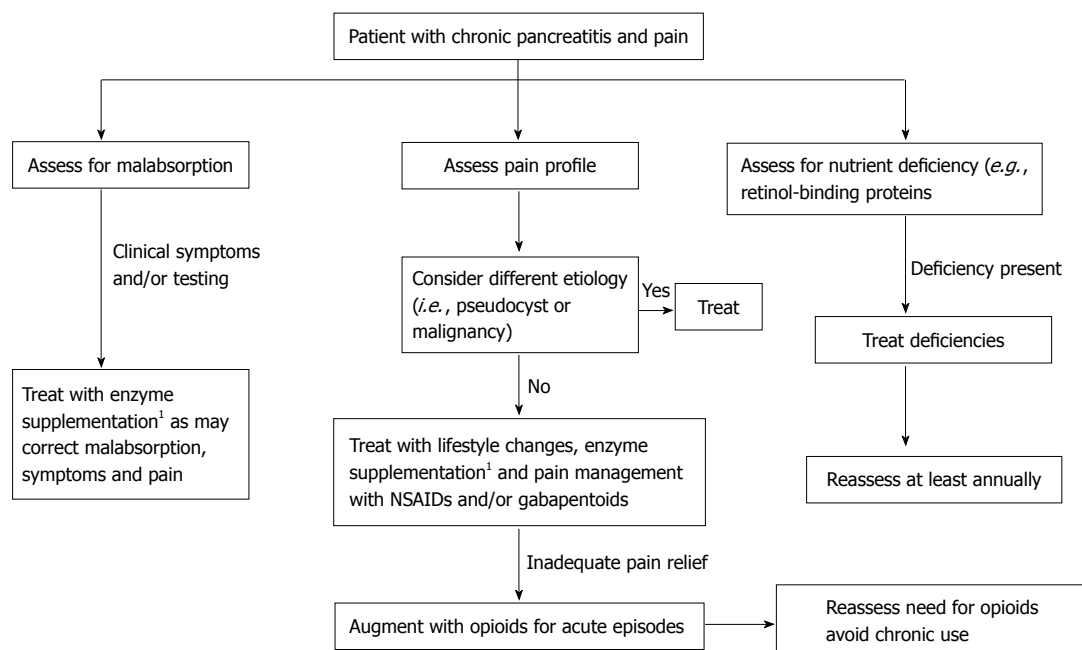 Patient with chronic pancreatitis and pain
Assess for malabsorption
Assess pain profile
Assess for nutrient deficiency (e.g.,
retinol-binding proteins
Clinical symptoms
and/or testing
Consider different etiology
(i.e., pseudocyst or
malignancy)
Yes
Treat
Deficiency present
Treat deficiencies
Treat with enzyme
supplementation¹ as may
correct malabsorption,
symptoms and pain
No
Treat with lifestyle changes, enzyme
supplementation¹ and pain management
with NSAIDs and/or gabapentoids
Reassess at least annually
Inadequate pain relief
Augment with opioids for acute episodes
Reassess need for opioids
avoid chronic use